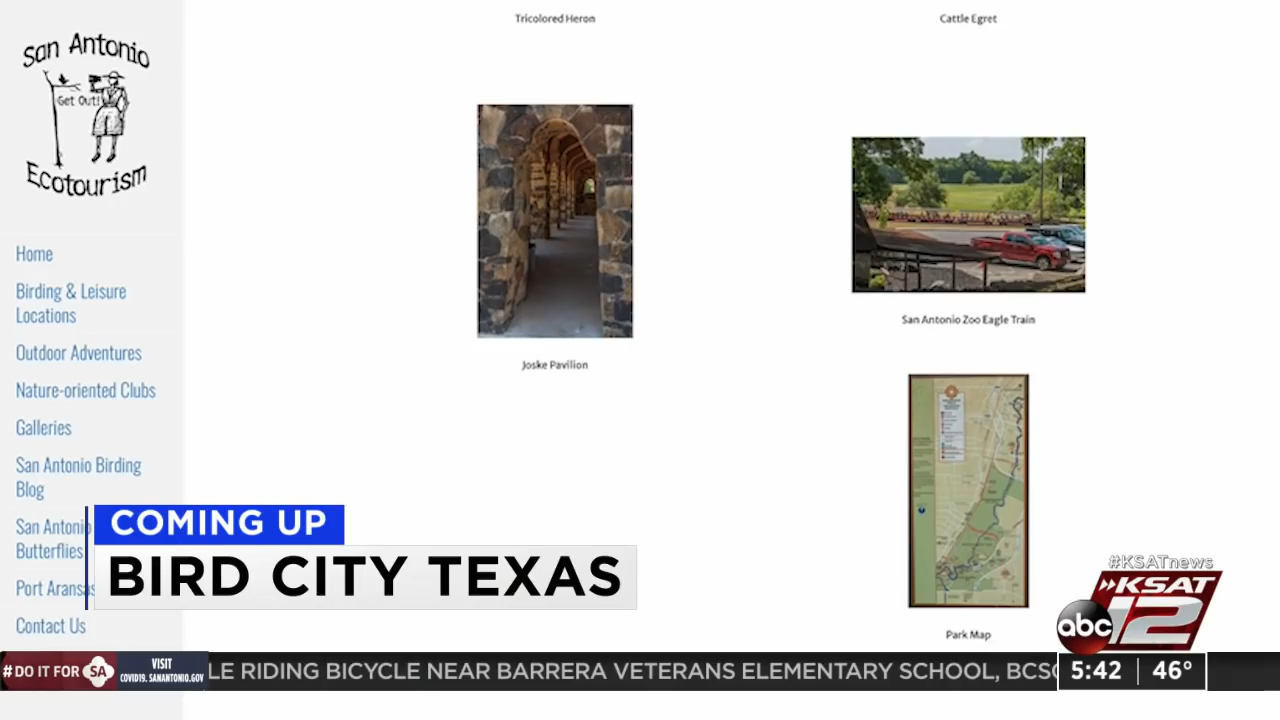 San Antonio
Get Out!
Ecotourism
Home
Birding & Leisure
Locations
Outdoor Adventures
Nature-oriented Clubs
Galleries
San Antonio Birding
Blog
San Antonio
Butterflies
Port Aransas
Contact Us
Tricolored Heron
Cattle Egret
Joske Pavilion
San Antonio Zoo Eagle Train
Park Map
COMING UP
BIRD CITY TEXAS
#KSATnews
KSAT
abc 12
#DO IT FOR SA
VISIT
COVID19.SANANTONIO.GOV
LE RIDING BICYCLE NEAR BARRERA VETERANS ELEMENTARY SCHOOL, BCSO
5:42 46°